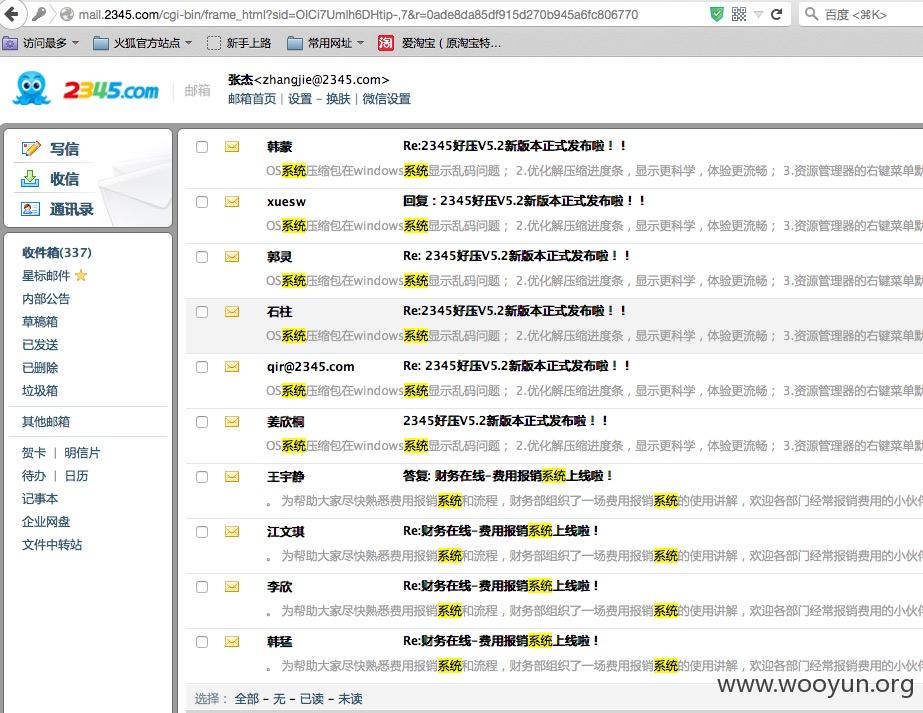 mail.2345.com/cgi-bin/frame_html?sid=OICi7Umlh6DHtip-,7&r=0ade8da85df915d270b945a6fc806770
百度 <⌘K>
访问最多 火狐官方站点 新手上路 常用网址 淘 爱淘宝（原淘宝特...
2345.com 邮箱
张杰<zhangjie@2345.com>
邮箱首页 | 设置 - 换肤 | 微信设置
写信
收信
通讯录
收件箱(337)
星标邮件
内部公告
草稿箱
已发送
已删除
垃圾箱
其他邮箱
贺卡 | 明信片
待办 | 日历
记事本
企业网盘
文件中转站
韩蒙 Re:2345好压V5.2新版本正式发布啦！！
OS系统压缩包在windows系统显示乱码问题； 2.优化解压缩进度条，显示更科学，体验更流畅； 3.资源管理器的右键菜单默
xuesw 回复：2345好压V5.2新版本正式发布啦！！
OS系统压缩包在windows系统显示乱码问题； 2.优化解压缩进度条，显示更科学，体验更流畅； 3.资源管理器的右键菜单默
郭灵 Re: 2345好压V5.2新版本正式发布啦！！
OS系统压缩包在windows系统显示乱码问题； 2.优化解压缩进度条，显示更科学，体验更流畅； 3.资源管理器的右键菜单默
石柱 Re:2345好压V5.2新版本正式发布啦！！
OS系统压缩包在windows系统显示乱码问题； 2.优化解压缩进度条，显示更科学，体验更流畅； 3.资源管理器的右键菜单默
qir@2345.com Re: 2345好压V5.2新版本正式发布啦！！
OS系统压缩包在windows系统显示乱码问题； 2.优化解压缩进度条，显示更科学，体验更流畅； 3.资源管理器的右键菜单默
姜欣桐 2345好压V5.2新版本正式发布啦！！
OS系统压缩包在windows系统显示乱码问题； 2.优化解压缩进度条，显示更科学，体验更流畅； 3.资源管理器的右键菜单默
王宇静 答复: 财务在线-费用报销系统上线啦！
。 为帮助大家尽快熟悉费用报销系统和流程，财务部组织了一场费用报销系统的使用讲解，欢迎各部门经常报销费用的小伙伴
江文琪 Re:财务在线-费用报销系统上线啦！
。 为帮助大家尽快熟悉费用报销系统和流程，财务部组织了一场费用报销系统的使用讲解，欢迎各部门经常报销费用的小伙伴
李欣 Re:财务在线-费用报销系统上线啦！
。 为帮助大家尽快熟悉费用报销系统和流程，财务部组织了一场费用报销系统的使用讲解，欢迎各部门经常报销费用的小伙伴
韩猛 Re:财务在线-费用报销系统上线啦！
。 为帮助大家尽快熟悉费用报销系统和流程，财务部组织了一场费用报销系统的使用讲解，欢迎各部门经常报销费用的小伙伴
选择： 全部 - 无 - 已读 - 未读
www.wooyun.org